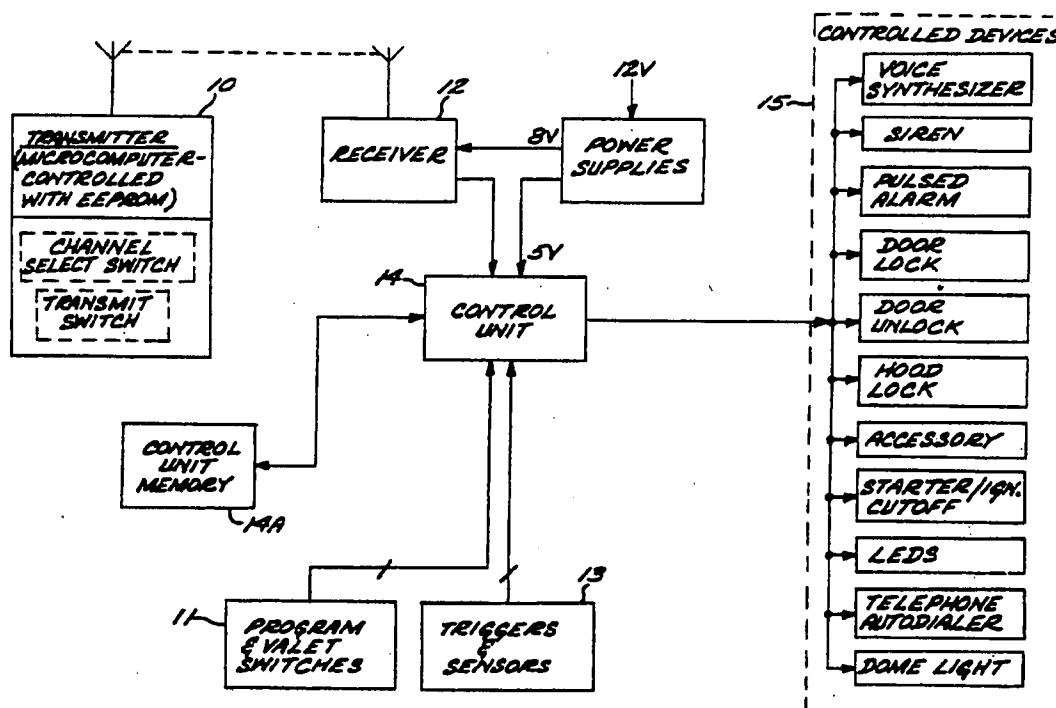 10
TRANSMITTER
(MICROCOMPUTER-
CONTROLLED
WITH EEPROM)
CHANNEL
SELECT SWITCH
TRANSMIT
SWITCH
12
RECEIVER
12V
8V
POWER
SUPPLIES
5V
14
CONTROL
UNIT
CONTROL
UNIT
MEMORY
14A
11
PROGRAM
& VALET
SWITCHES
13
TRIGGERS
&
SENSORS
15
CONTROLLED DEVICES
VOICE
SYNTHESIZER
SIREN
PULSED
ALARM
DOOR
LOCK
DOOR
UNLOCK
HOOD
LOCK
ACCESSORY
STARTER/IGN.
CUTOFF
LEDS
TELEPHONE
AUTODIALER
DOME LIGHT